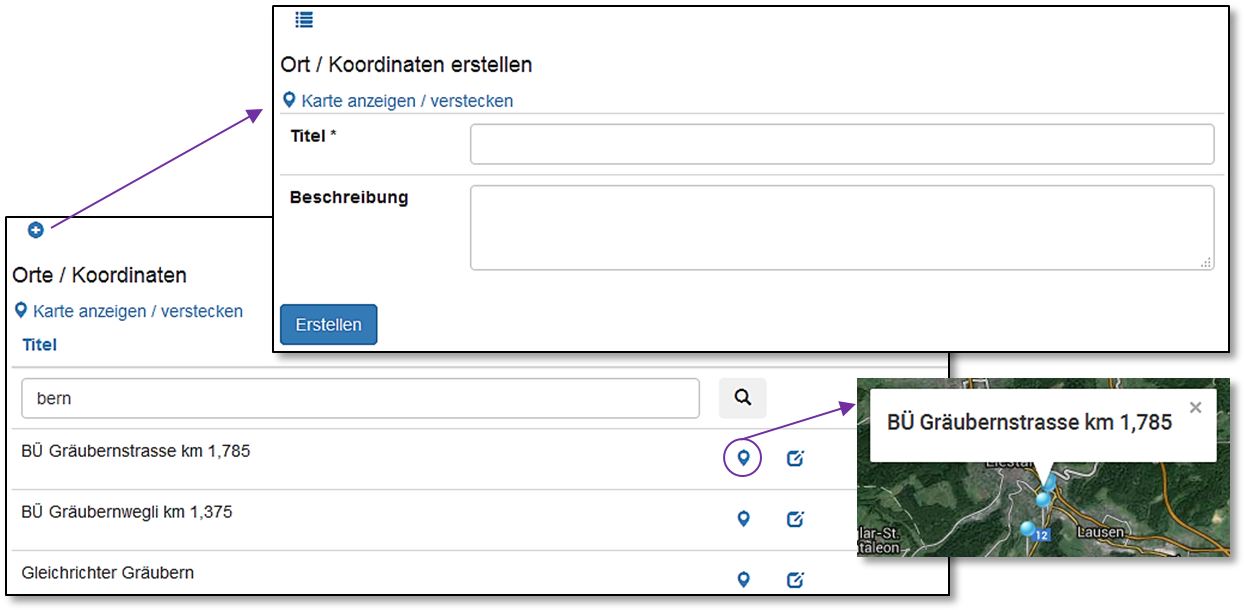 Ort / Koordinaten erstellen
Karte anzeigen / verstecken
Titel *
Beschreibung
Erstellen
Orte / Koordinaten
Karte anzeigen / verstecken
Titel
bern
BÜ Gräubernstrasse km 1,785
BÜ Gräubernwegli km 1,375
Gleichrichter Gräubern
BÜ Gräubernstrasse km 1,785
Liestal
12
Lausen
lar-St.
taleon